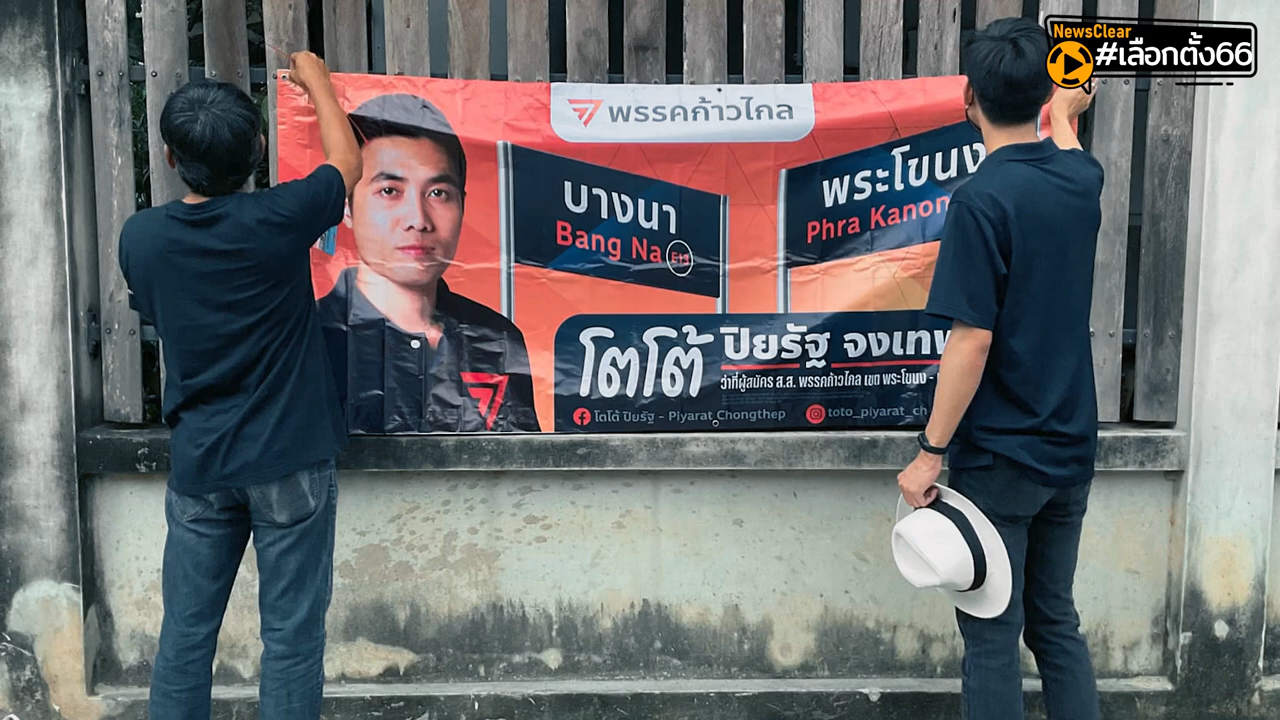 NewsClear
#เลือกตั้ง66
พรรคก้าวไกล
บางนา
Bang Na E13
พระโขนง
Phra Kanon
โตโต้ ปิยรัฐ จงเทพ
ว่าที่ผู้สมัคร ส.ส. พรรคก้าวไกล เขต พระโขนง -
โตโต้ ปิยรัฐ - Piyarat Chongthep
toto_piyarat_ch